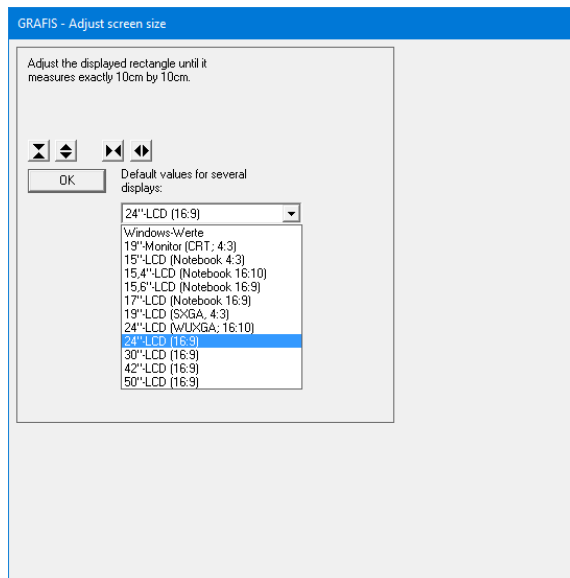 GRAFIS - Adjust screen size
Adjust the displayed rectangle until it
measures exactly 10cm by 10cm.
OK
Default values for several
displays:
24"-LCD (16:9)
Windows-Werte
19"-Monitor (CRT; 4:3)
15"-LCD (Notebook 4:3)
15,4"-LCD (Notebook 16:10)
15,6"-LCD (Notebook 16:9)
17"-LCD (Notebook 16:9)
19"-LCD (SXGA, 4:3)
24"-LCD (WUXGA; 16:10)
24"-LCD (16:9)
30"-LCD (16:9)
42"-LCD (16:9)
50"-LCD (16:9)